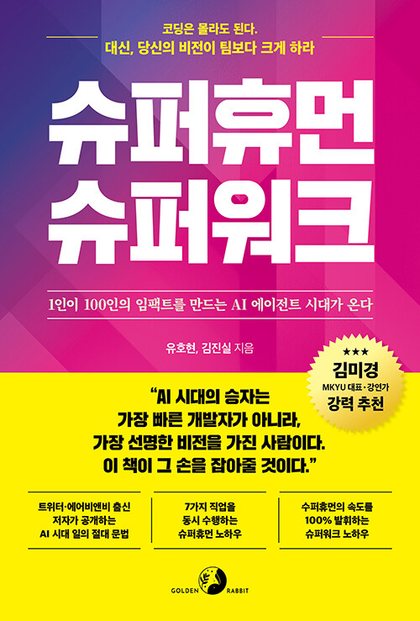 코딩은 몰라도 된다.
대신, 당신의 비전이 팀보다 크게 하라
슈퍼휴먼
슈퍼워크
1인이 100인의 임팩트를 만드는 AI 에이전트 시대가 온다
유호현, 김진실 지음
★★★
김미경
MKYU 대표·강연가
강력 추천
“AI 시대의 승자는
가장 빠른 개발자가 아니라,
가장 선명한 비전을 가진 사람이다.
이 책이 그 손을 잡아줄 것이다.”
트위터·에어비앤비 출신
저자가 공개하는
AI 시대 일의 절대 문법
7가지 직업을
동시 수행하는
슈퍼휴먼 노하우
수퍼휴먼의 속도를
100% 발휘하는
슈퍼워크 노하우
GOLDEN RABBIT